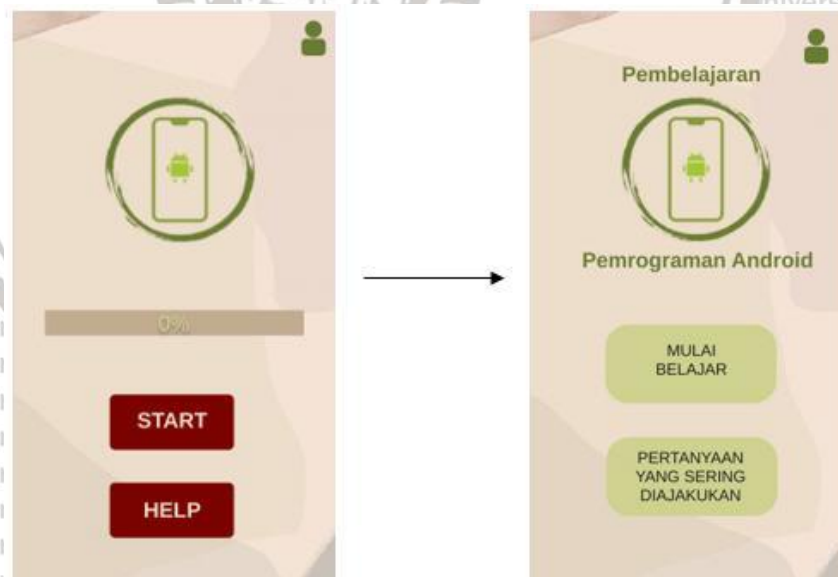 0%
START
HELP
Pembelajaran
Pemrograman Android
MULAI
BELAJAR
PERTANYAAN
YANG SERING
DIAJAKUKAN